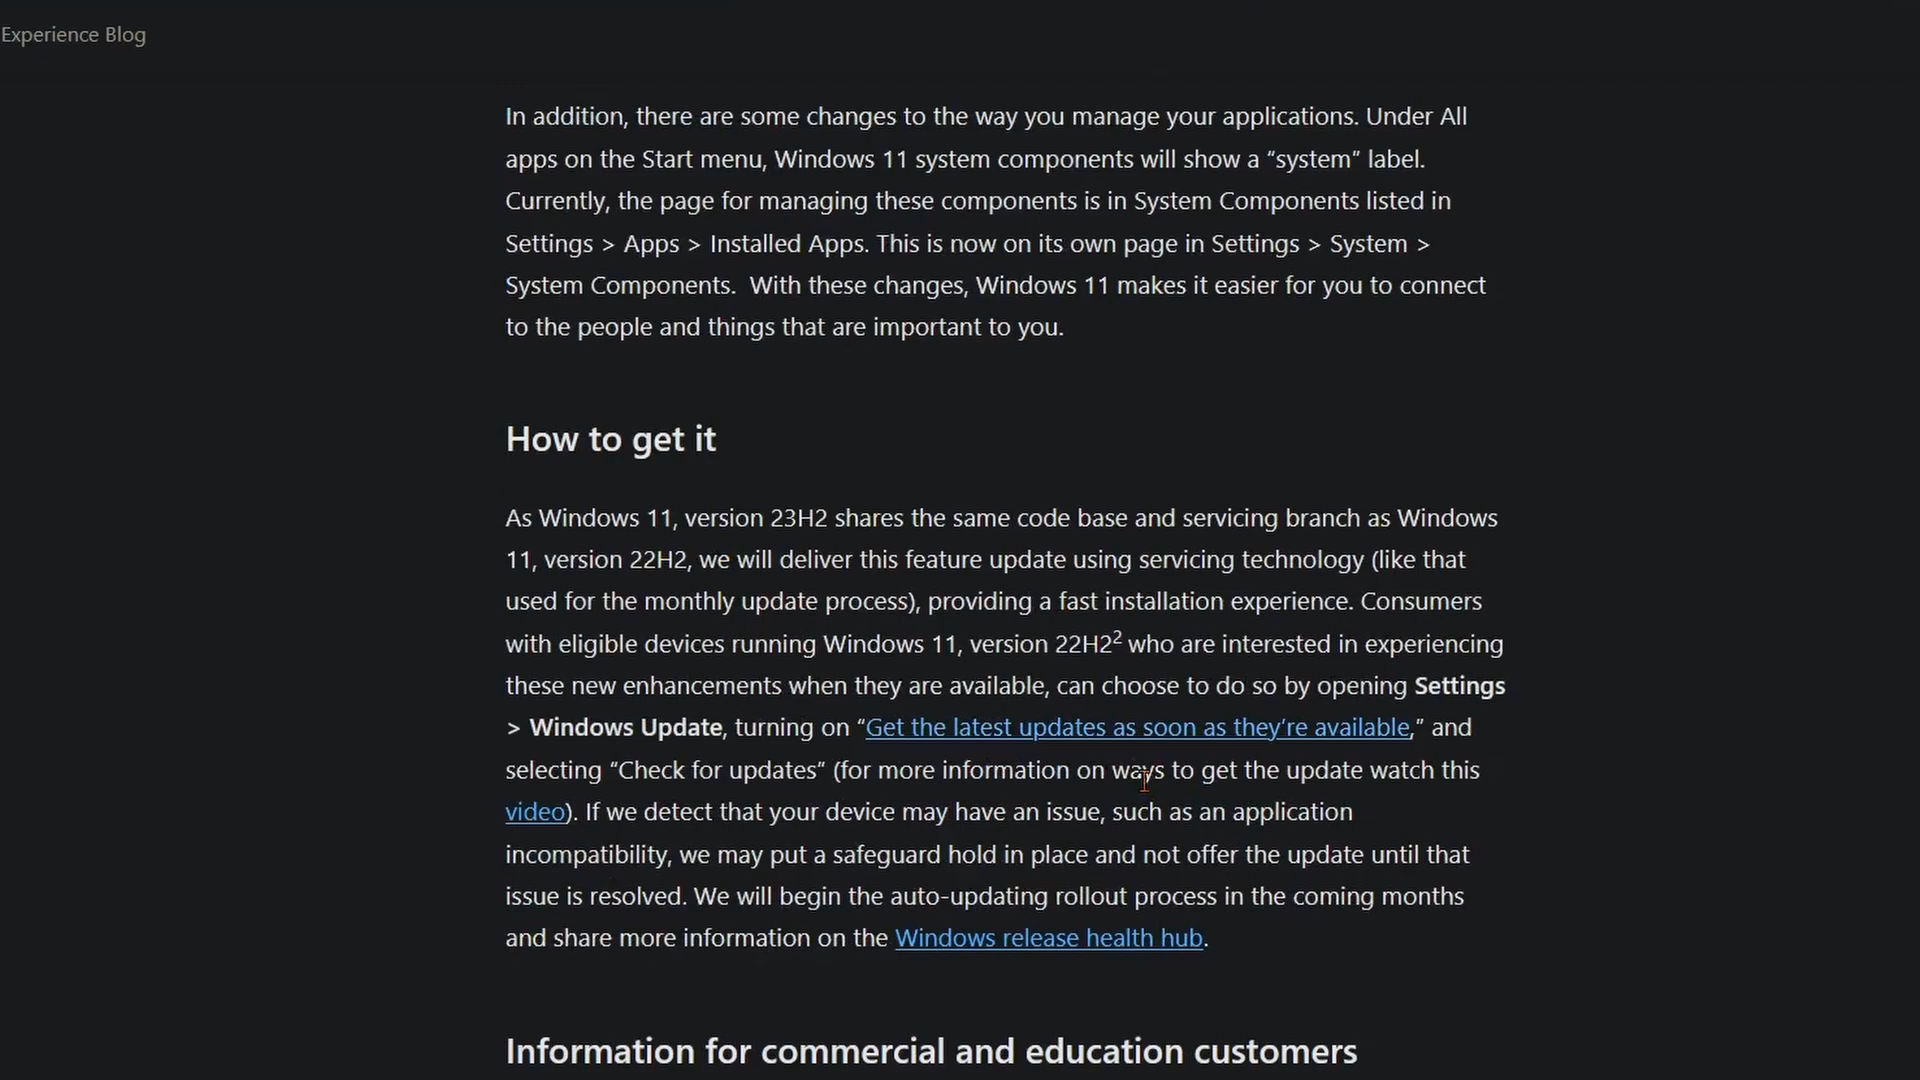 Experience Blog
In addition, there are some changes to the way you manage your applications. Under All
apps on the Start menu, Windows 11 system components will show a “system” label.
Currently, the page for managing these components is in System Components listed in
Settings > Apps > Installed Apps. This is now on its own page in Settings > System >
System Components.  With these changes, Windows 11 makes it easier for you to connect
to the people and things that are important to you.
How to get it
As Windows 11, version 23H2 shares the same code base and servicing branch as Windows
11, version 22H2, we will deliver this feature update using servicing technology (like that
used for the monthly update process), providing a fast installation experience. Consumers
with eligible devices running Windows 11, version 22H2² who are interested in experiencing
these new enhancements when they are available, can choose to do so by opening Settings
> Windows Update, turning on “Get the latest updates as soon as they’re available,” and
selecting “Check for updates” (for more information on ways to get the update watch this
video). If we detect that your device may have an issue, such as an application
incompatibility, we may put a safeguard hold in place and not offer the update until that
issue is resolved. We will begin the auto-updating rollout process in the coming months
and share more information on the Windows release health hub.
Information for commercial and education customers